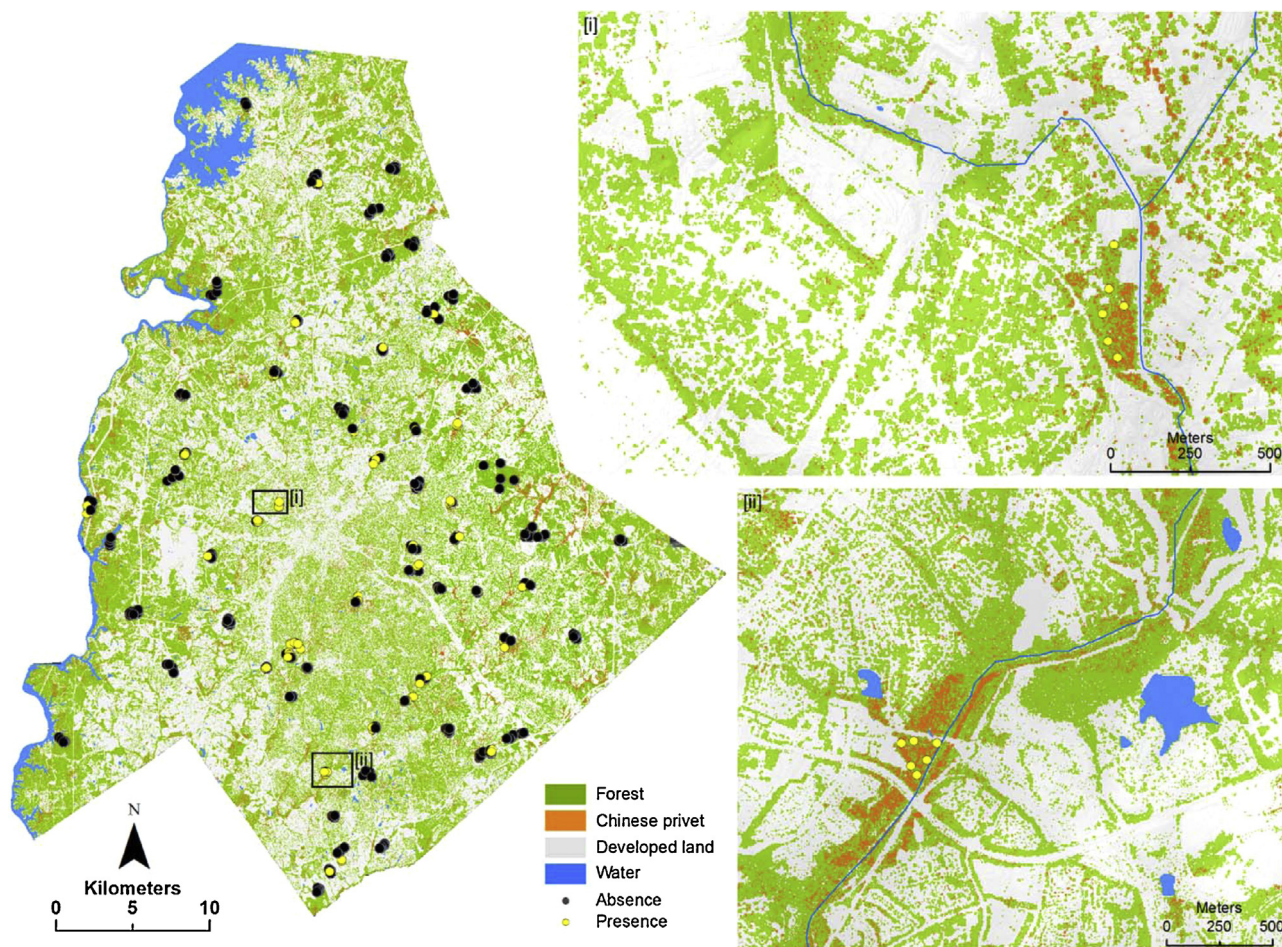 [i]
[i]
[ii]
[ii]
Meters
0 250 500
N
Kilometers
0 5 10
Forest
Chinese privet
Developed land
Water
Absence
Presence
Meters
0 250 500